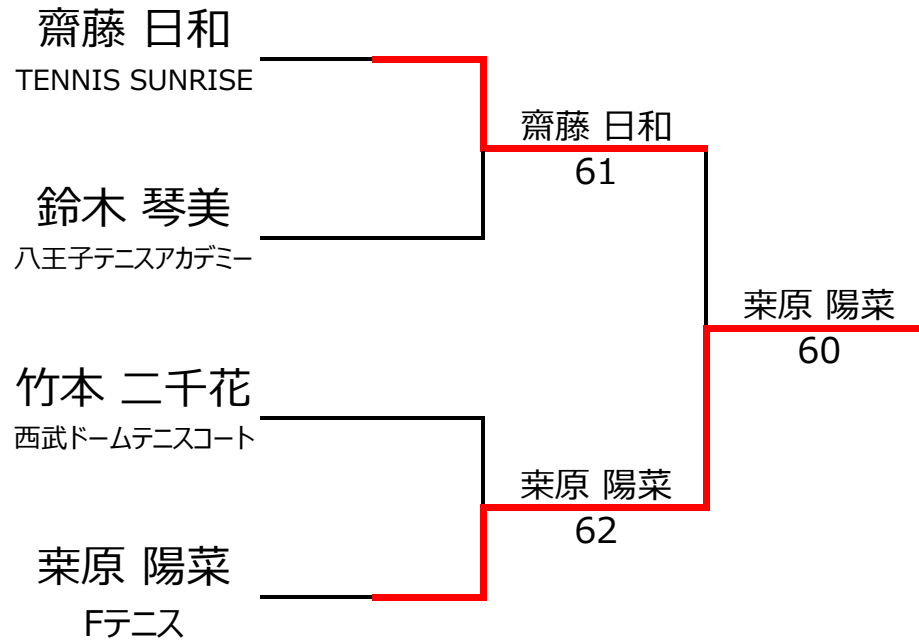 齋藤 日和
TENNIS SUNRISE
齋藤 日和
61
鈴木 琴美
八王子テニスアカデミー
桒原 陽菜
60
竹本 二千花
西武ドームテニスコート
桒原 陽菜
62
桒原 陽菜
Fテニス